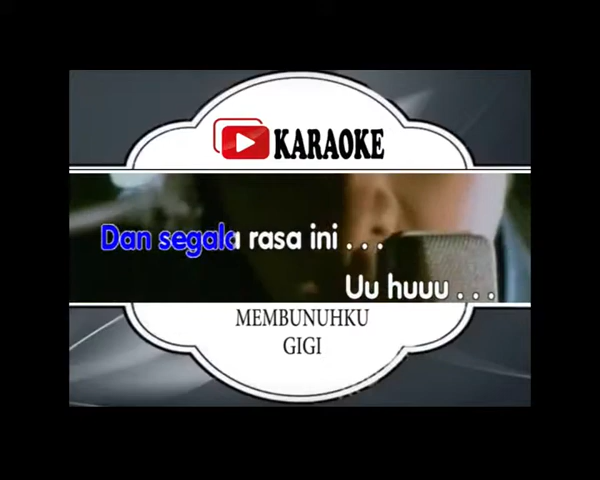 KARAOKE
Dan segala rasa ini . . .
Uu huuu . . .
MEMBUNUHKU
GIGI